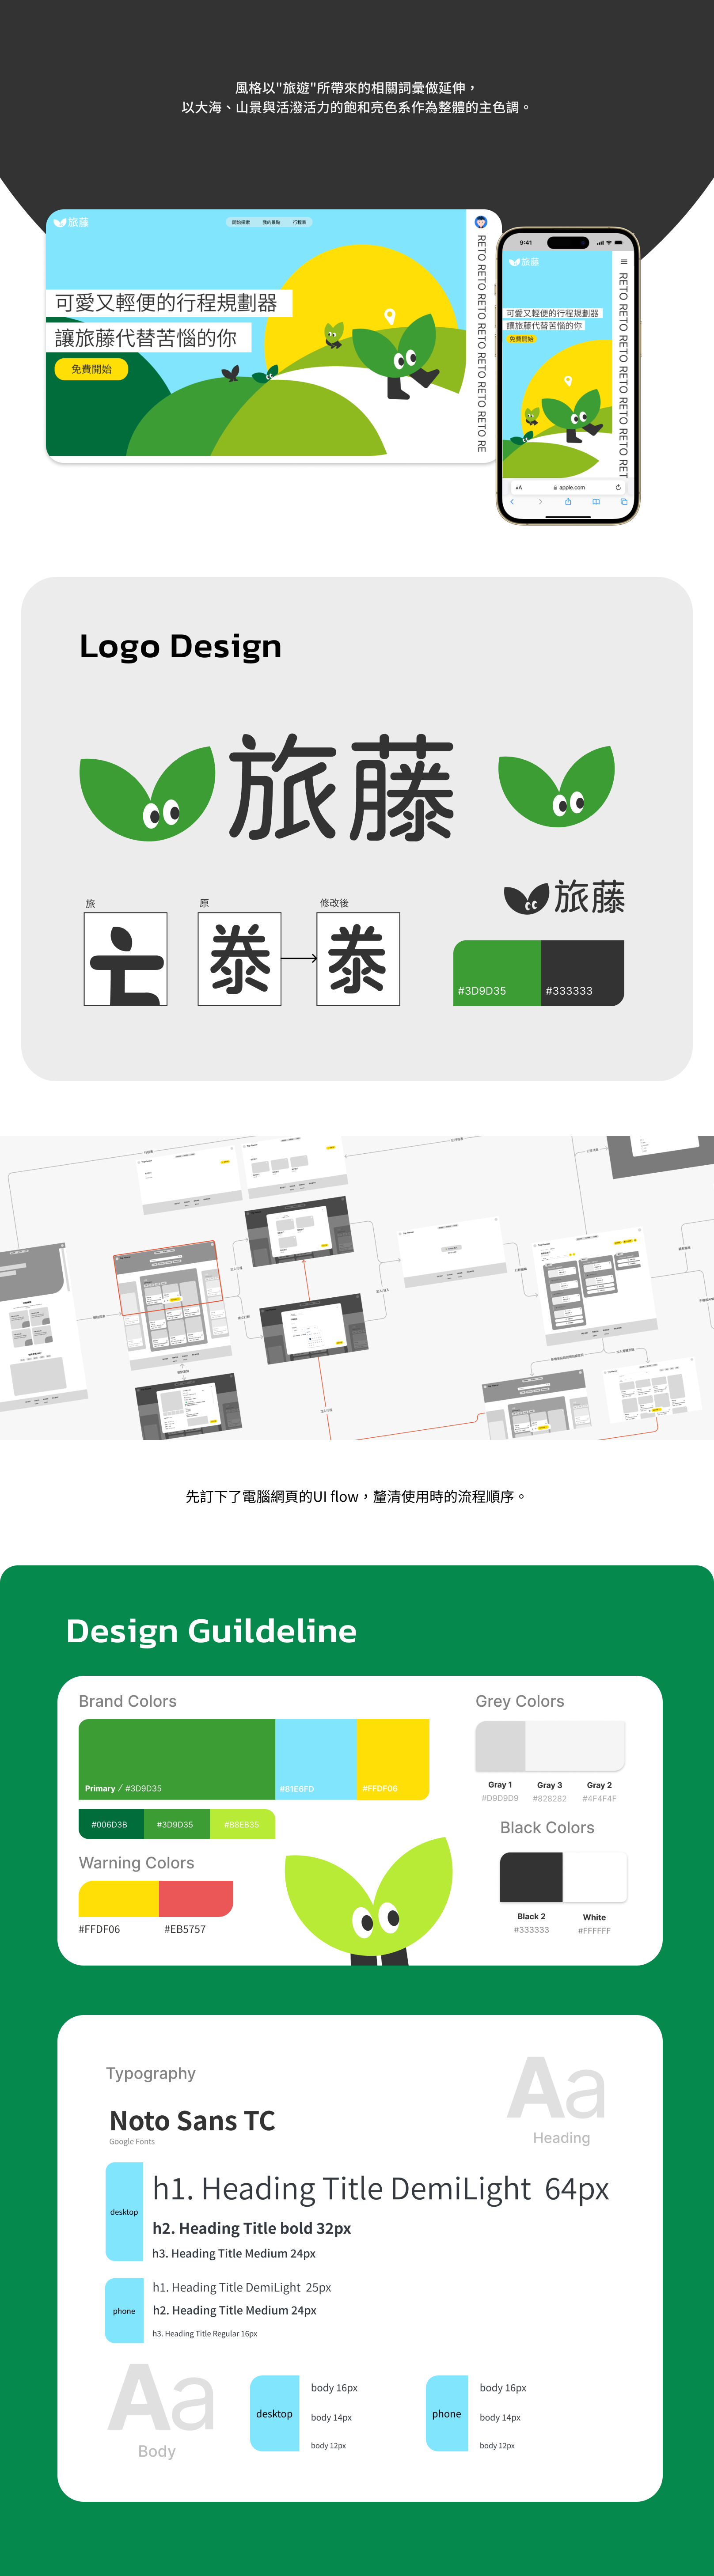 風格以"旅遊"所帶來的相關詞彙做延伸，
以大海、山景與活潑活力的飽和亮色系作為整體的主色調。
旅藤
開始探索 我的景點 行程表
可愛又輕便的行程規劃器
讓旅藤代替苦惱的你
免費開始
RETO RETO RETO RETO RETO RETO RETO RE
9:41
旅藤
可愛又輕便的行程規劃器
讓旅藤代替苦惱的你
免費開始
RETO RETO RETO RETO RETO RETO RET
AA apple.com
Logo Design
旅藤
旅藤
旅 原 修改後
#3D9D35 #333333
先訂下了電腦網頁的UI flow，釐清使用時的流程順序。
Design Guildeline
Brand Colors
Primary / #3D9D35 #81E6FD #FFDF06
#006D3B #3D9D35 #B8EB35
Warning Colors
#FFDF06 #EB5757
Grey Colors
Gray 1 Gray 3 Gray 2
#D9D9D9 #828282 #4F4F4F
Black Colors
Black 2 White
#333333 #FFFFFF
Typography
Noto Sans TC
Google Fonts
Aa
Heading
desktop
h1. Heading Title DemiLight 64px
h2. Heading Title bold 32px
h3. Heading Title Medium 24px
phone
h1. Heading Title DemiLight 25px
h2. Heading Title Medium 24px
h3. Heading Title Regular 16px
Aa
Body
desktop
body 16px
body 14px
body 12px
phone
body 16px
body 14px
body 12px